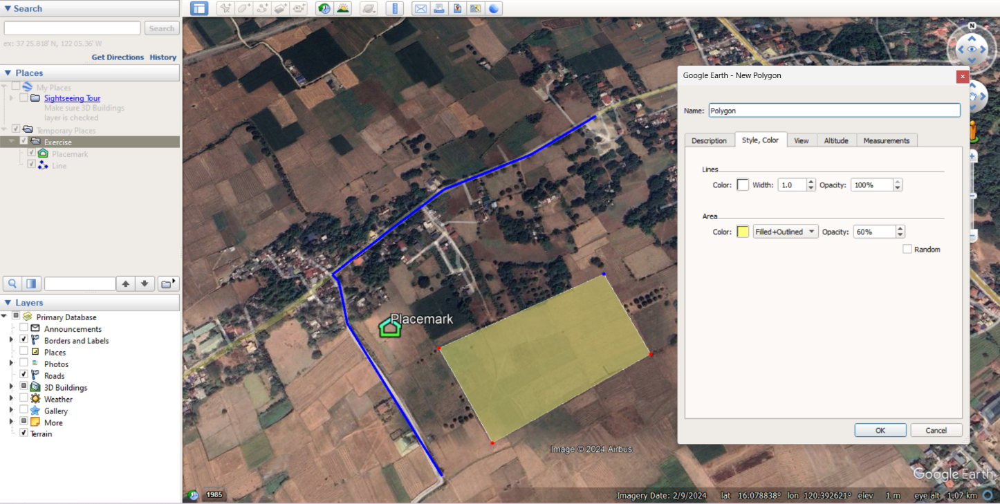 Search
Search
ex: 37 25.818' N, 122 05.36' W
Get Directions History
Places
My Places
Sightseeing Tour
Make sure 3D Buildings
layer is checked
Temporary Places
Exercise
Placemark
Line
Layers
Primary Database
Announcements
Borders and Labels
Places
Photos
Roads
3D Buildings
Weather
Gallery
More
Terrain
N
Placemark
Image © 2024 Airbus
Google Earth
1985
Imagery Date: 2/9/2024 lat 16.078838° lon 120.392621° elev 1 m eye alt 1.07 km
Google Earth - New Polygon
Name: Polygon
Description Style, Color View Altitude Measurements
Lines
Color: Width: 1.0 Opacity: 100%
Area
Color: Filled+Outlined Opacity: 60%
Random
OK Cancel